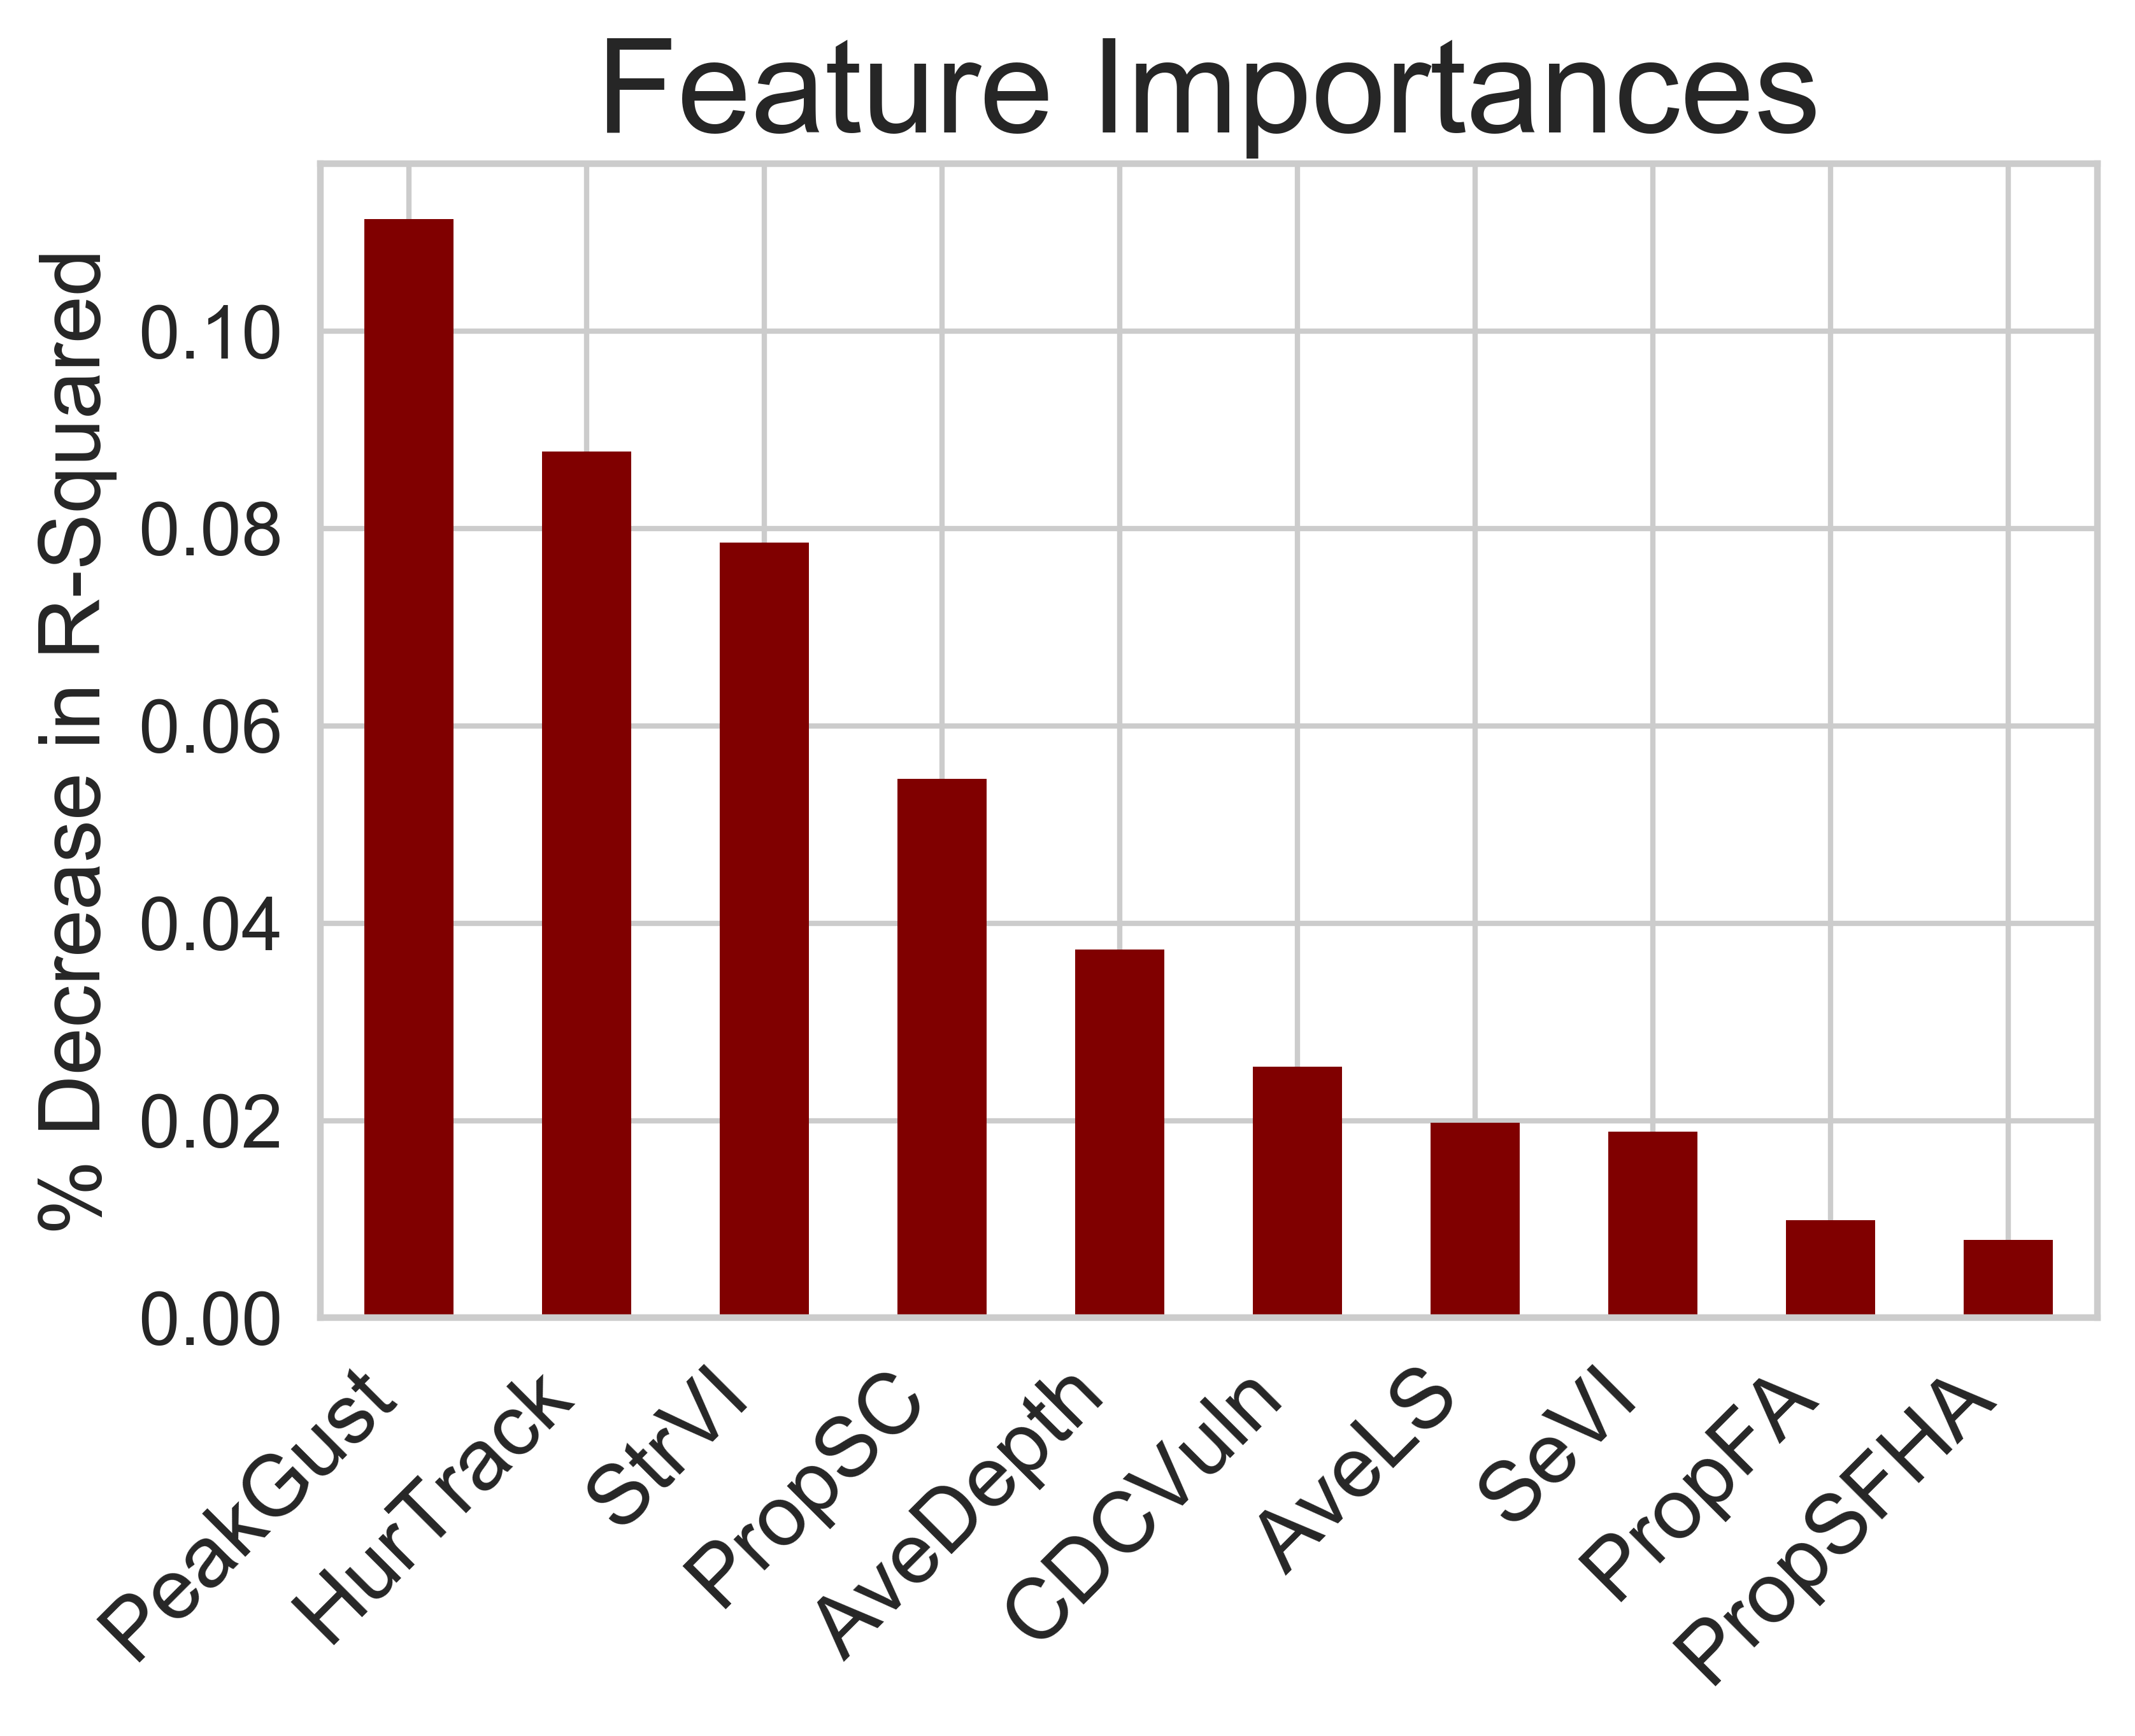 Feature Importances
% Decrease in R-Squared
0.10
0.08
0.06
0.04
0.02
0.00
PeakGust
HurTrack
StrVI
PropSC
AveDepth
CDCVulln
AveLS
SeVI
PropFA
PropSFHA